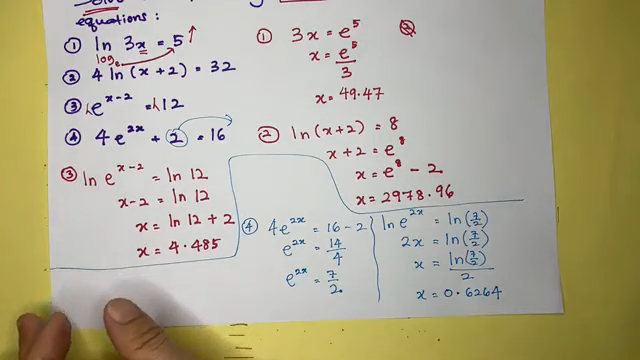 equations :
① ln 3x = 5
logₑ
② 4 ln (x + 2) = 32
③ e^(x-2) = 12
④ 4e^(2x) + 2 = 16
③ ln e^(x-2) = ln 12
x - 2 = ln 12
x = ln 12 + 2
x = 4.485
① 3x = e^5
x = e^5/3
x = 49.47
②
② ln (x+2) = 8
x + 2 = e^8
x = e^8 - 2
x = 2978.96
④ 4e^(2x) = 16 - 2
e^(2x) = 14/4
e^(2x) = 7/2
ln e^(2x) = ln (7/2)
2x = ln (7/2)
x = ln (7/2)/2
x = 0.6264